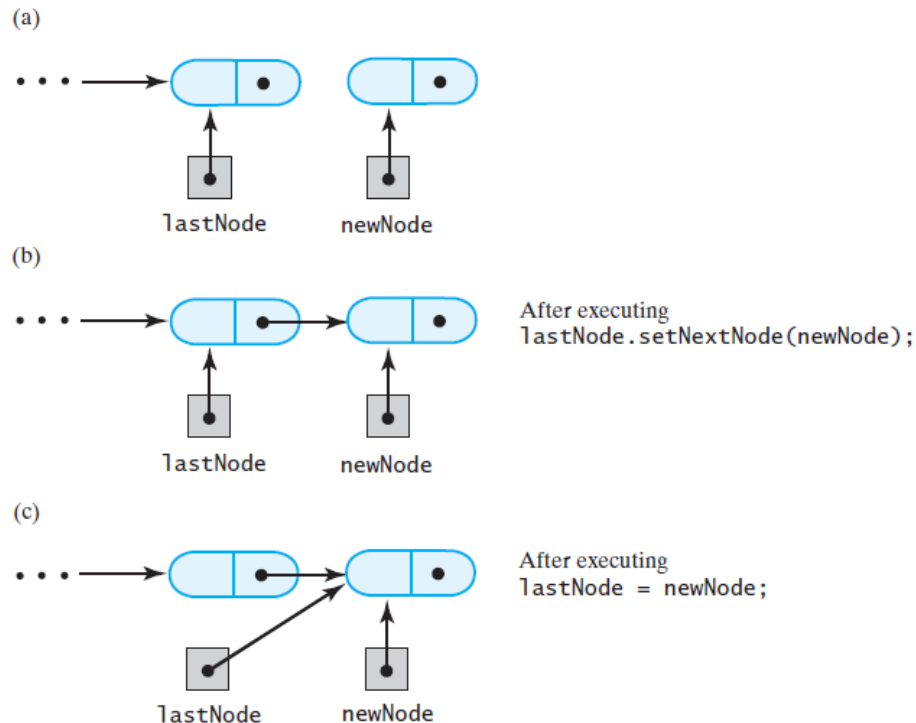 (a)
lastNode
newNode
(b)
After executing
lastNode.setNextNode(newNode);
lastNode
newNode
(c)
After executing
lastNode = newNode;
lastNode
newNode